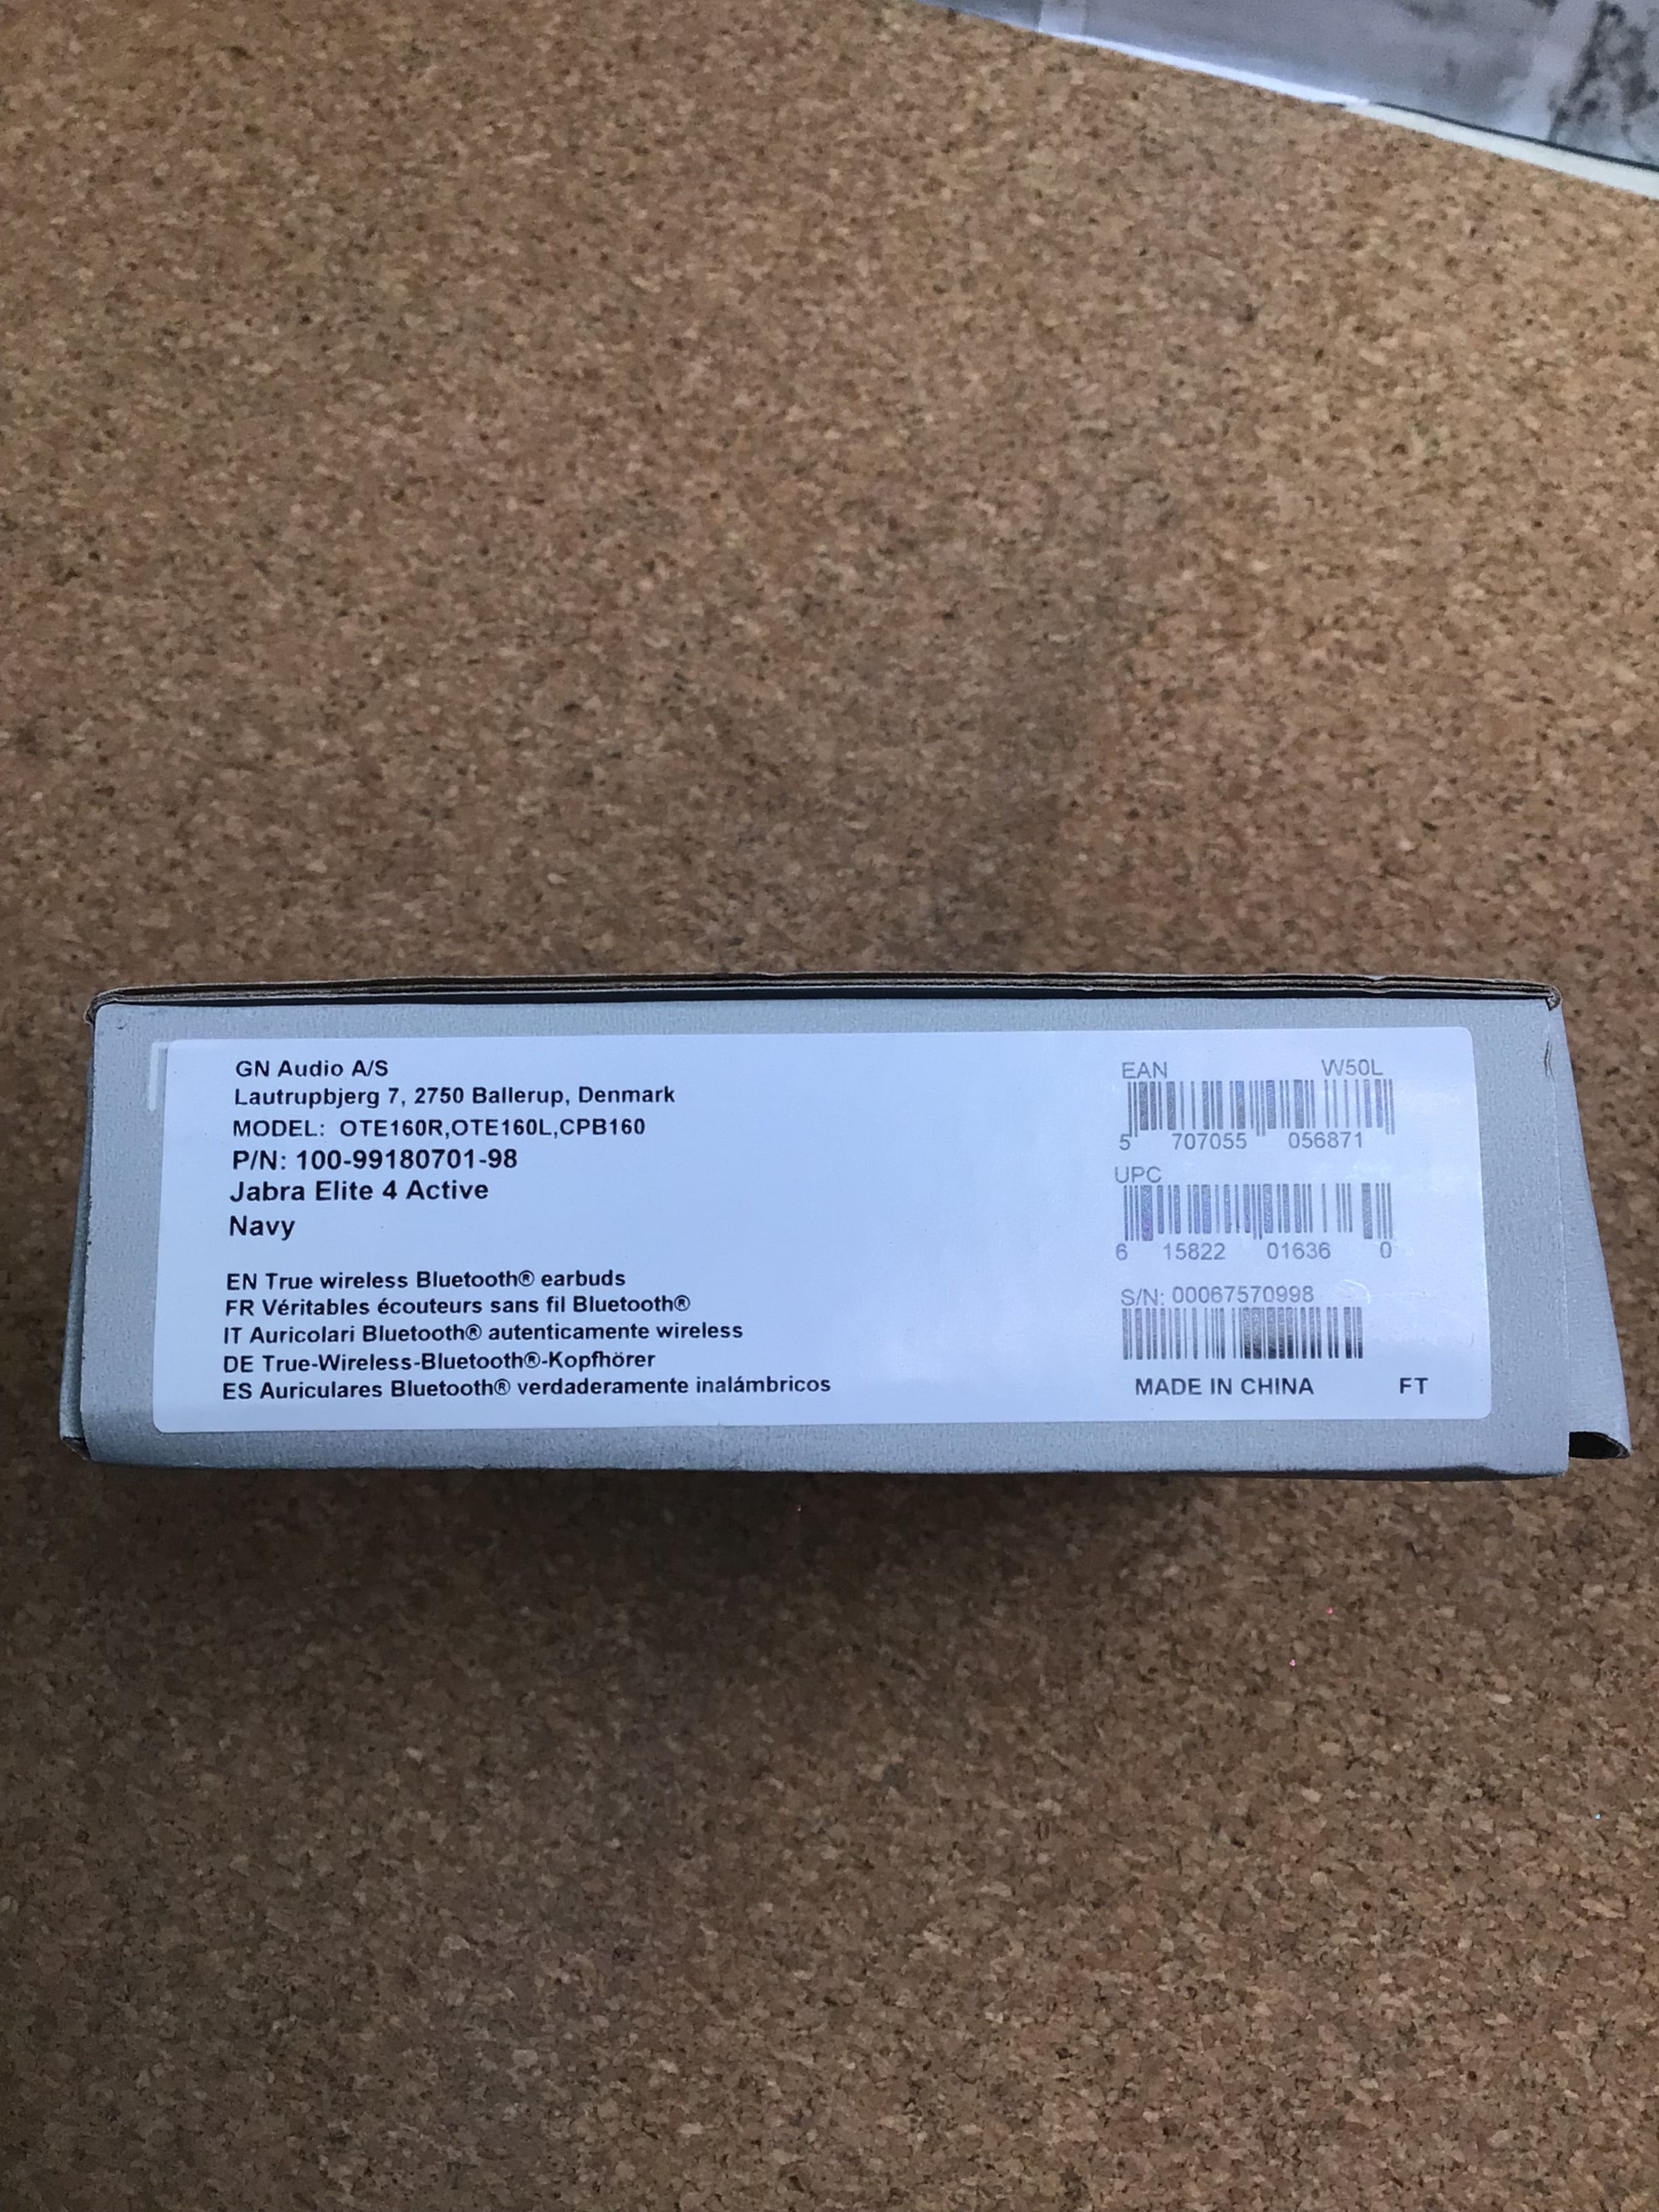 GN Audio A/S
Lautrupbjerg 7, 2750 Ballerup, Denmark
MODEL: OTE160R,OTE160L,CPB160
P/N: 100-99180701-98
Jabra Elite 4 Active
Navy
EN True wireless Bluetooth® earbuds
FR Véritables écouteurs sans fil Bluetooth®
IT Auricolari Bluetooth® autenticamente wireless
DE True-Wireless-Bluetooth®-Kopfhörer
ES Auriculares Bluetooth® verdaderamente inalámbricos
EAN W50L
5 707055 056871
UPC
6 15822 01636 0
S/N: 00067570998
MADE IN CHINA FT